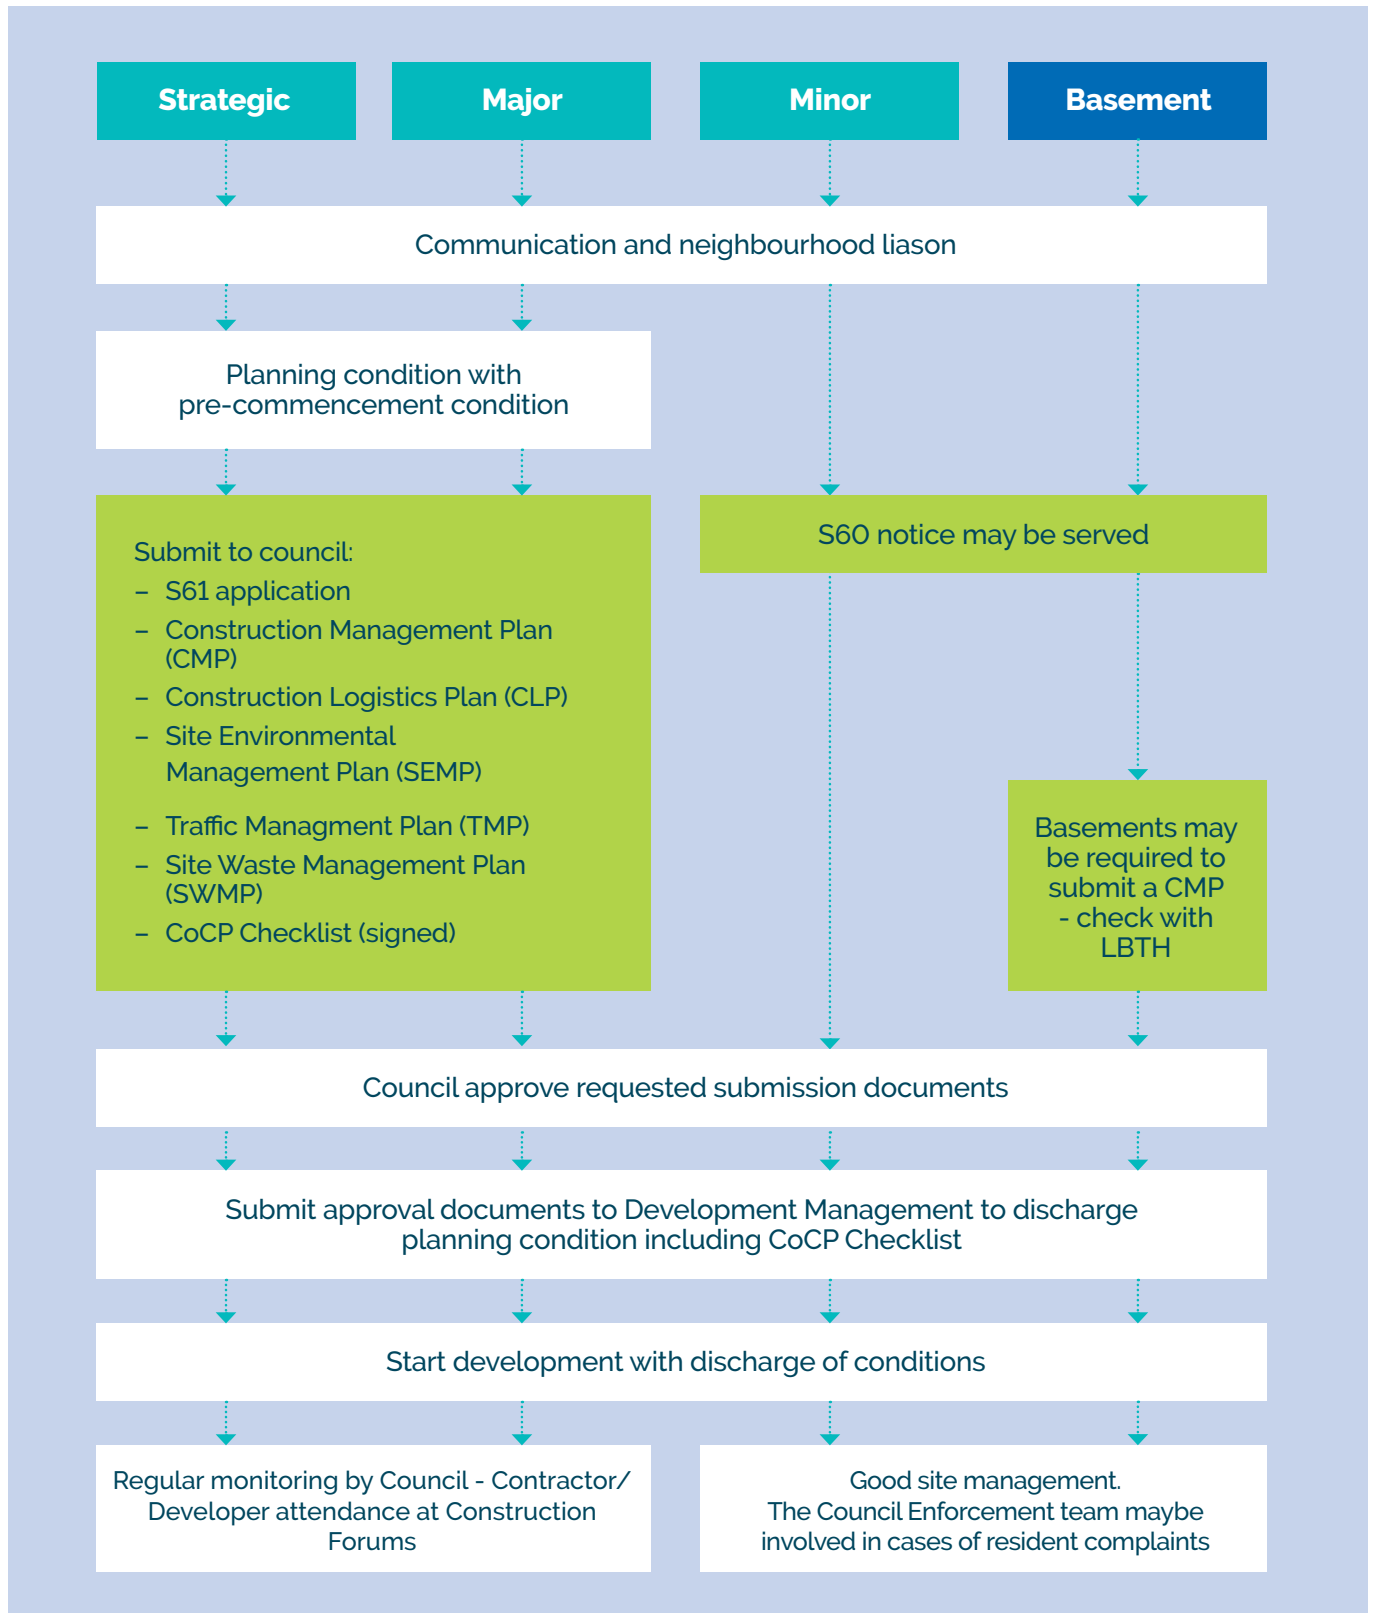 Strategic
Major
Minor
Basement
Communication and neighbourhood liason
Planning condition with
pre-commencement condition
Submit to council:
– S61 application
– Construction Management Plan
(CMP)
– Construction Logistics Plan (CLP)
– Site Environmental
Management Plan (SEMP)
– Traffic Managment Plan (TMP)
– Site Waste Management Plan
(SWMP)
– CoCP Checklist (signed)
S60 notice may be served
Basements may
be required to
submit a CMP
- check with
LBTH
Council approve requested submission documents
Submit approval documents to Development Management to discharge
planning condition including CoCP Checklist
Start development with discharge of conditions
Regular monitoring by Council - Contractor/
Developer attendance at Construction
Forums
Good site management.
The Council Enforcement team maybe
involved in cases of resident complaints